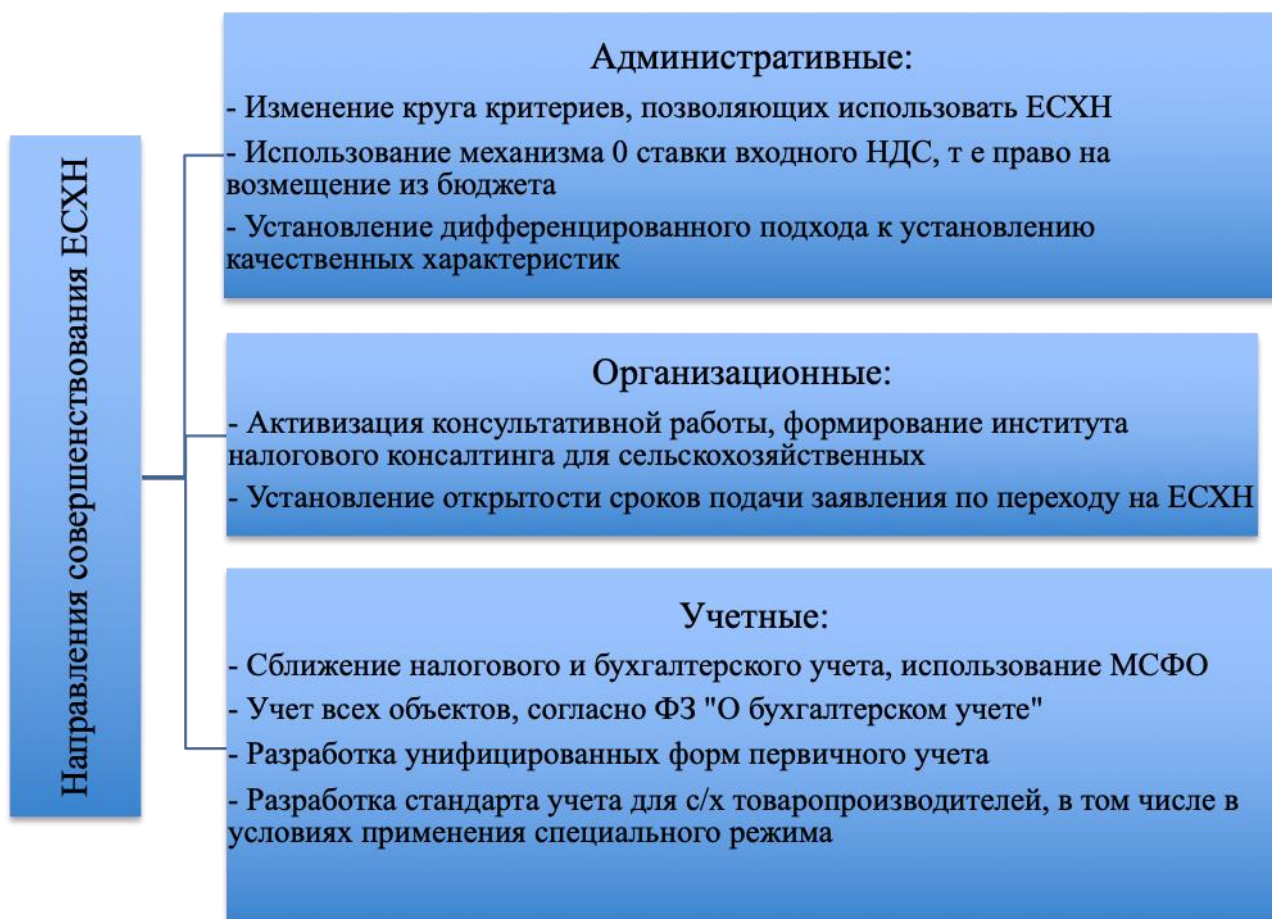 Направления совершенствования ЕСХН
Административные:
- Изменение круга критериев, позволяющих использовать ЕСХН
- Использование механизма 0 ставки входного НДС, т е право на
возмещение из бюджета
- Установление дифференцированного подхода к установлению
качественных характеристик
Организационные:
- Активизация консультативной работы, формирование института
налогового консалтинга для сельскохозяйственных
- Установление открытости сроков подачи заявления по переходу на ЕСХН
Учетные:
- Сближение налогового и бухгалтерского учета, использование МСФО
- Учет всех объектов, согласно ФЗ "О бухгалтерском учете"
- Разработка унифицированных форм первичного учета
- Разработка стандарта учета для с/х товаропроизводителей, в том числе в
условиях применения специального режима